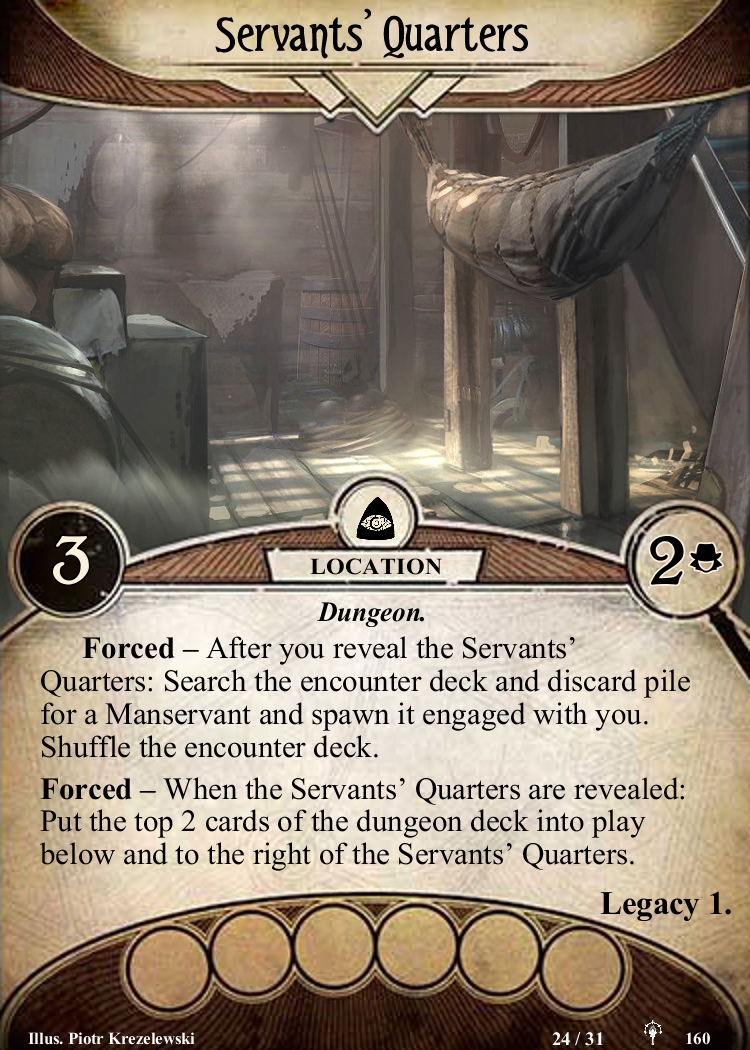 Servants' Quarters
3
LOCATION
2
Dungeon.
Forced – After you reveal the Servants'
Quarters: Search the encounter deck and discard pile
for a Manservant and spawn it engaged with you.
Shuffle the encounter deck.
Forced – When the Servants' Quarters are revealed:
Put the top 2 cards of the dungeon deck into play
below and to the right of the Servants' Quarters.
Legacy 1.
Illus. Piotr Krezelewski
24 / 31
160